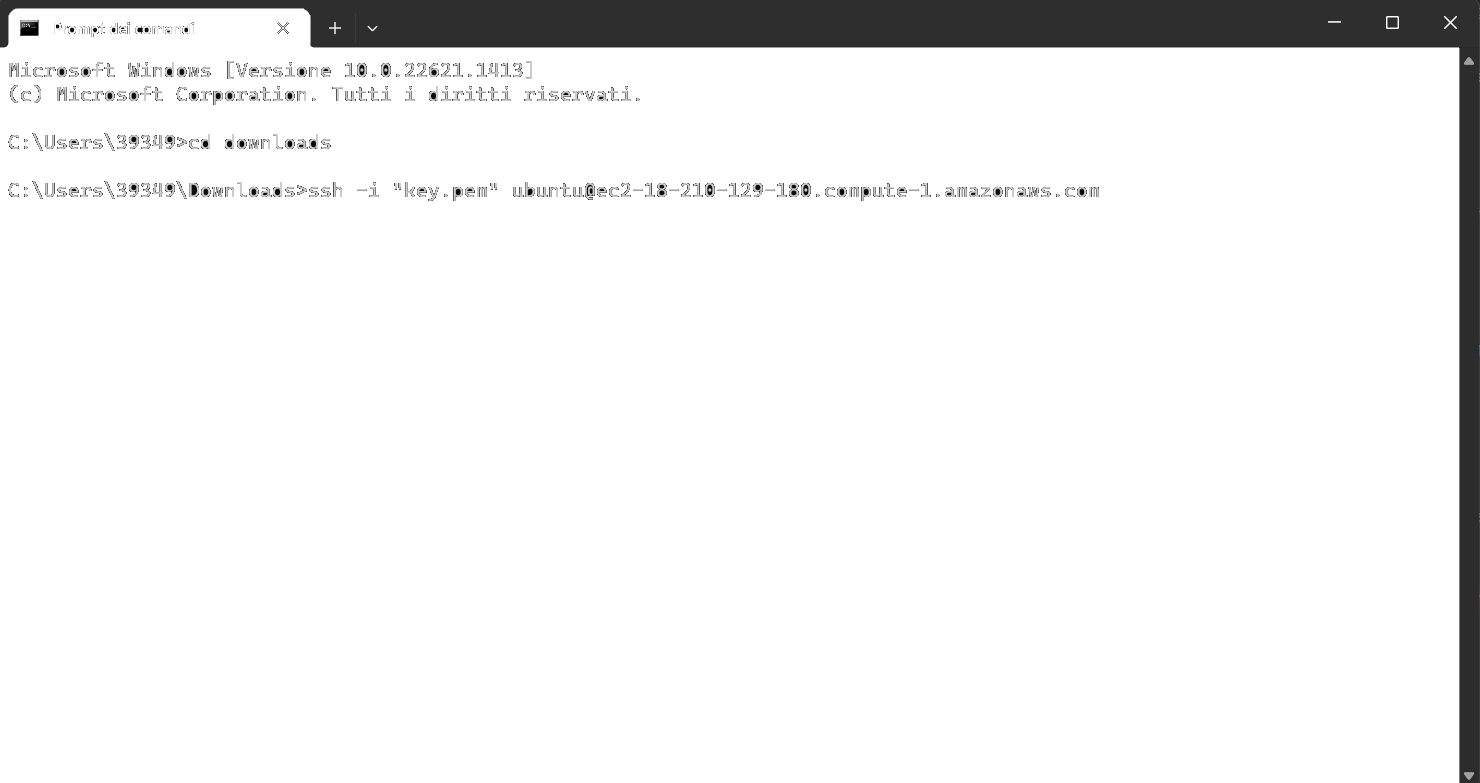 Prompt dei comandi
Microsoft Windows [Versione 10.0.22621.1413]
(c) Microsoft Corporation. Tutti i diritti riservati.
C:\Users\39349>cd downloads
C:\Users\39349\Downloads>ssh -i "key.pem" ubuntu@ec2-18-210-129-180.compute-1.amazonaws.com